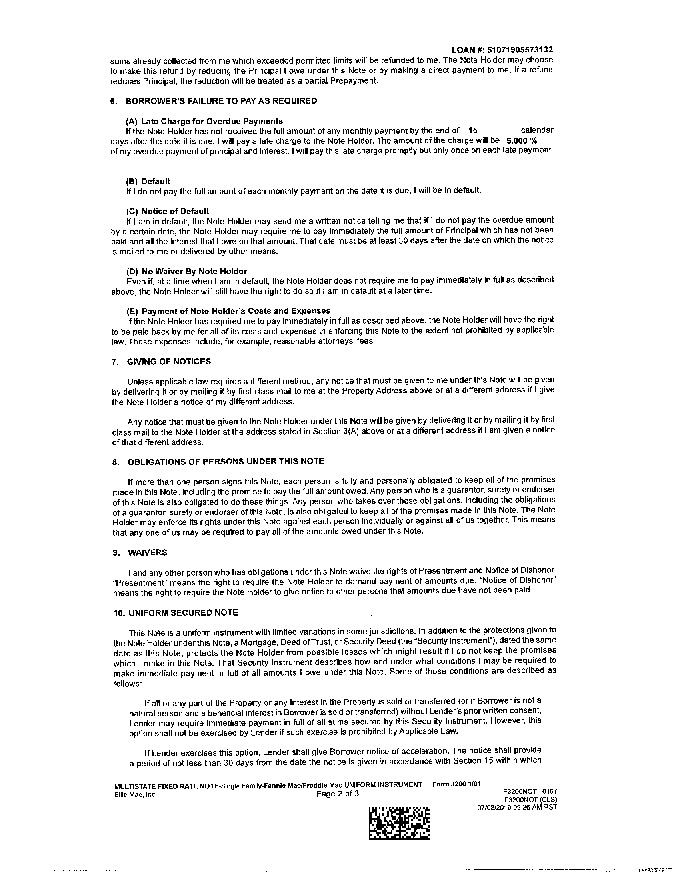 LOAN #: 51071905573132
sums already collected from me which exceeded permitted limits will be refunded to me. The Note Holder may choose
to make this refund by reducing the Principal I owe under this Note or by making a direct payment to me. If a refund
reduces Principal, the reduction will be treated as a partial Prepayment.
6. BORROWER'S FAILURE TO PAY AS REQUIRED
(A) Late Charge for Overdue Payments
If the Note Holder has not received the full amount of any monthly payment by the end of 15 calendar
days after the date it is due, I will pay a late charge to the Note Holder. The amount of the charge will be 5.000 %
of my overdue payment of principal and interest. I will pay this late charge promptly but only once on each late payment.
(B) Default
If I do not pay the full amount of each monthly payment on the date it is due, I will be in default.
(C) Notice of Default
If I am in default, the Note Holder may send me a written notice telling me that if I do not pay the overdue amount
by a certain date, the Note Holder may require me to pay immediately the full amount of Principal which has not been
paid and all the interest that I owe on that amount. That date must be at least 30 days after the date on which the notice
is mailed to me or delivered by other means.
(D) No Waiver By Note Holder
Even if, at a time when I am in default, the Note Holder does not require me to pay immediately in full as described
above, the Note Holder will still have the right to do so if I am in default at a later time.
(E) Payment of Note Holder's Costs and Expenses
If the Note Holder has required me to pay immediately in full as described above, the Note Holder will have the right
to be paid back by me for all of its costs and expenses in enforcing this Note to the extent not prohibited by applicable
law. Those expenses include, for example, reasonable attorneys' fees.
7. GIVING OF NOTICES
Unless applicable law requires a different method, any notice that must be given to me under this Note will be given
by delivering it or by mailing it by first class mail to me at the Property Address above or at a different address if I give
the Note Holder a notice of my different address.
Any notice that must be given to the Note Holder under this Note will be given by delivering it or by mailing it by first
class mail to the Note Holder at the address stated in Section 3(A) above or at a different address if I am given a notice
of that different address.
8. OBLIGATIONS OF PERSONS UNDER THIS NOTE
If more than one person signs this Note, each person is fully and personally obligated to keep all of the promises
made in this Note, including the promise to pay the full amount owed. Any person who is a guarantor, surety or endorser
of this Note is also obligated to do these things. Any person who takes over these obligations, including the obligations
of a guarantor, surety or endorser of this Note, is also obligated to keep all of the promises made in this Note. The Note
Holder may enforce its rights under this Note against each person individually or against all of us together. This means
that any one of us may be required to pay all of the amounts owed under this Note.
9. WAIVERS
I and any other person who has obligations under this Note waive the rights of Presentment and Notice of Dishonor.
"Presentment" means the right to require the Note Holder to demand payment of amounts due. "Notice of Dishonor"
means the right to require the Note Holder to give notice to other persons that amounts due have not been paid.
10. UNIFORM SECURED NOTE
This Note is a uniform instrument with limited variations in some jurisdictions. In addition to the protections given to
the Note Holder under this Note, a Mortgage, Deed of Trust, or Security Deed (the "Security Instrument"), dated the same
date as this Note, protects the Note Holder from possible losses which might result if I do not keep the promises
which I make in this Note. That Security Instrument describes how and under what conditions I may be required to
make immediate payment in full of all amounts I owe under this Note. Some of those conditions are described as
follows:
If all or any part of the Property or any Interest in the Property is sold or transferred (or if Borrower is not a
natural person and a beneficial interest in Borrower is sold or transferred) without Lender's prior written consent,
Lender may require immediate payment in full of all sums secured by this Security Instrument. However, this
option shall not be exercised by Lender if such exercise is prohibited by Applicable Law.
If Lender exercises this option, Lender shall give Borrower notice of acceleration. The notice shall provide
a period of not less than 30 days from the date the notice is given in accordance with Section 15 within which
MULTISTATE FIXED RATE NOTE-Single Family-Fannie Mae/Freddie Mac UNIFORM INSTRUMENT Form 3200 1/01
Ellie Mae, Inc. Page 2 of 3 F3200NOT
F3200NOT (CLS)
PST